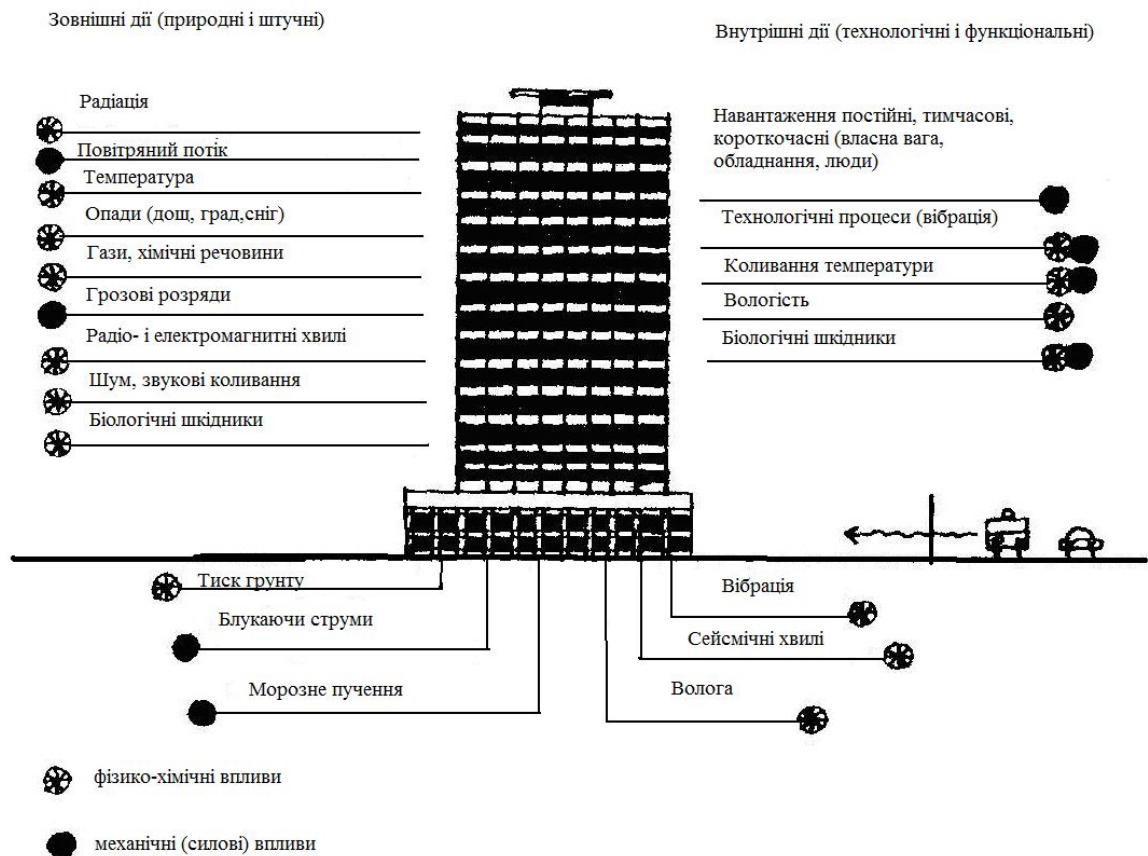 Зовнішні дії (природні і штучні)
Внутрішні дії (технологічні і функціональні)
Радіація
Повітряний потік
Температура
Опади (дощ, град,сніг)
Гази, хімічні речовини
Грозові розряди
Радіо- і електромагнитні хвилі
Шум, звукові коливання
Біологічні шкідники
Навантаження постійні, тимчасові,
короткочасні (власна вага,
обладнання, люди)
Технологічні процеси (вібрація)
Коливання температури
Вологість
Біологічні шкідники
Тиск грунту
Блукаючи струми
Морозне пучення
Вібрація
Сейсмічні хвилі
Волога
фізико-хімічні впливи
механічні (силові) впливи